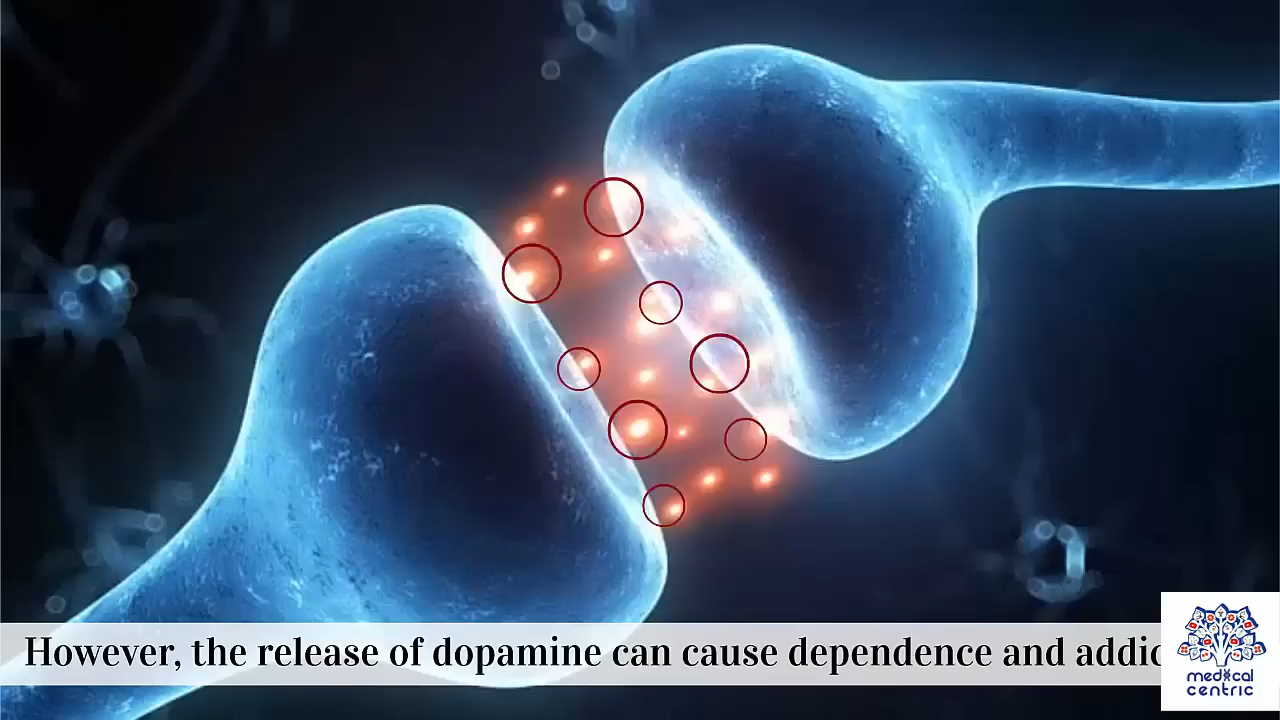 However, the release of dopamine can cause dependence and addic
medical
centric